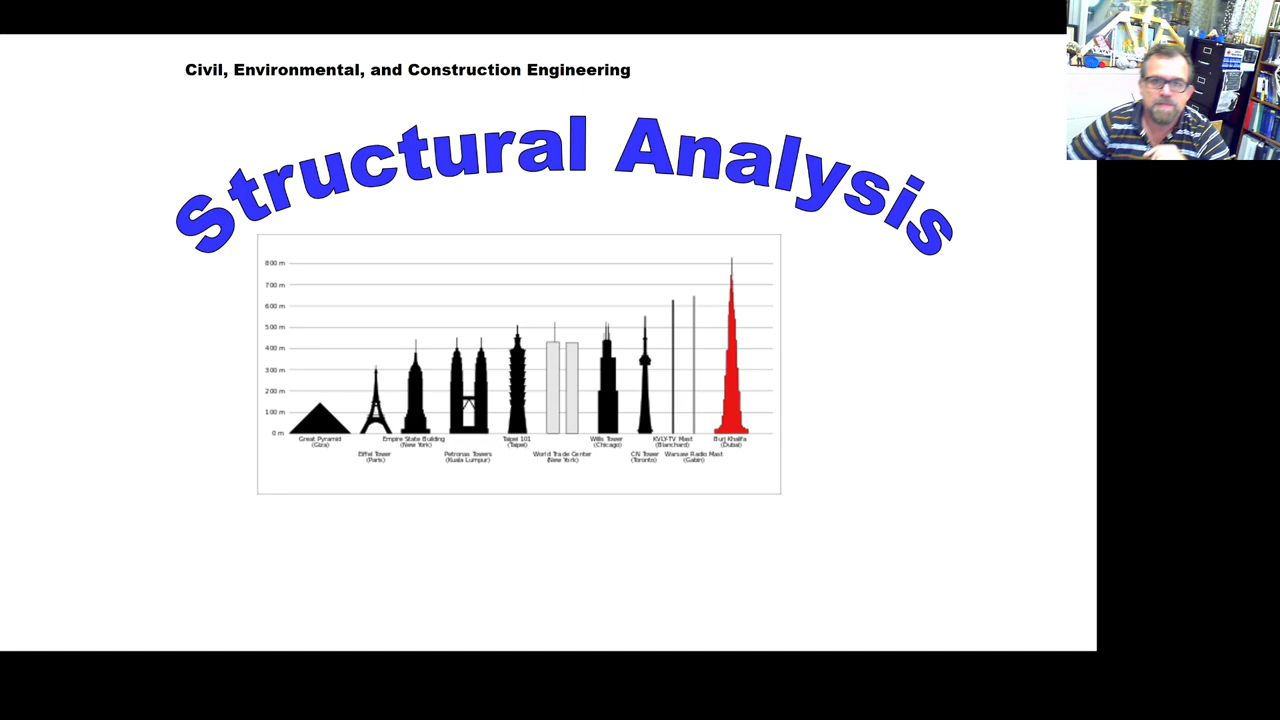 Civil, Environmental, and Construction Engineering
Structural Analysis
800 m
700 m
600 m
500 m
400 m
300 m
200 m
100 m
0 m
Great Pyramid
(Giza)
Eiffel Tower
(Paris)
Empire State Building
(New York)
Petronas Towers
(Kuala Lumpur)
Taipei 101
(Taipei)
World Trade Center
(New York)
Willis Tower
(Chicago)
CN Tower
(Toronto)
KVLY-TV Mast
(Blanchard)
Warsaw Radio Mast
(Gabin)
Burj Khalifa
(Dubai)